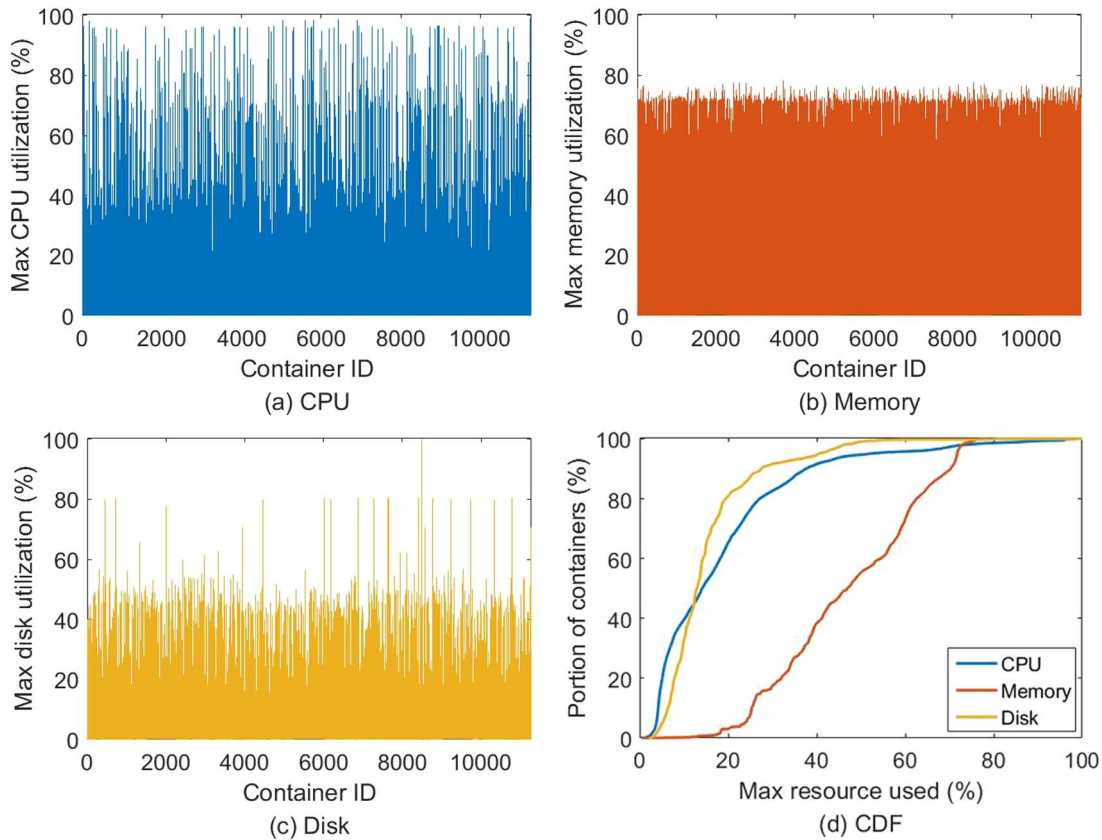 Max CPU utilization (%)
100
80
60
40
20
0
0 2000 4000 6000 8000 10000
Container ID
(a) CPU
Max memory utilization (%)
100
80
60
40
20
0
0 2000 4000 6000 8000 10000
Container ID
(b) Memory
Max disk utilization (%)
100
80
60
40
20
0
0 2000 4000 6000 8000 10000
Container ID
(c) Disk
Portion of containers (%)
100
80
60
40
20
0
CPU
Memory
Disk
0 20 40 60 80 100
Max resource used (%)
(d) CDF